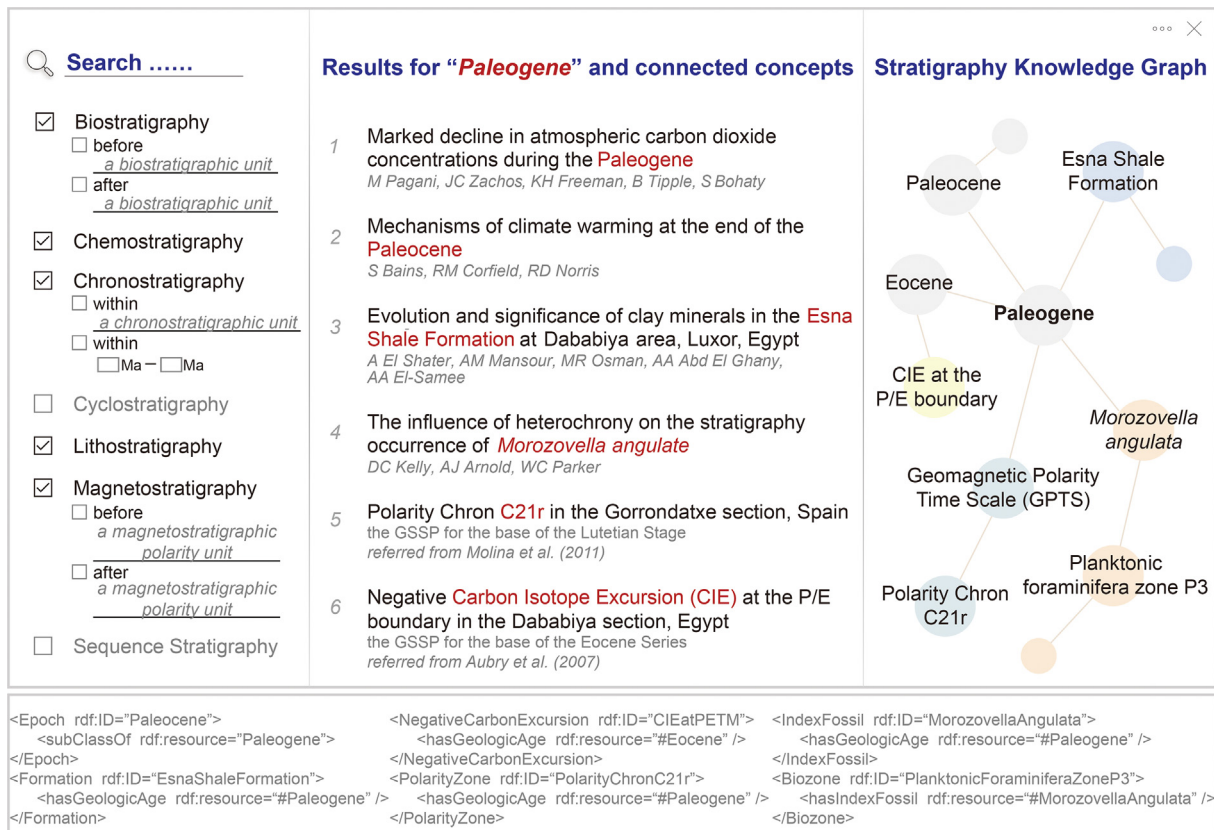 Search ......
Biostratigraphy
before
a biostratigraphic unit
after
a biostratigraphic unit
Chemostratigraphy
Chronostratigraphy
within
a chronostratigraphic unit
within
Ma – Ma
Cyclostratigraphy
Lithostratigraphy
Magnetostratigraphy
before
a magnetostratigraphic
polarity unit
after
a magnetostratigraphic
polarity unit
Sequence Stratigraphy
Results for “Paleogene” and connected concepts
1
Marked decline in atmospheric carbon dioxide
concentrations during the Paleogene
M Pagani, JC Zachos, KH Freeman, B Tipple, S Bohaty
2
Mechanisms of climate warming at the end of the
Paleocene
S Bains, RM Corfield, RD Norris
3
Evolution and significance of clay minerals in the Esna
Shale Formation at Dababiya area, Luxor, Egypt
A El Shater, AM Mansour, MR Osman, AA Abd El Ghany,
AA El-Samee
4
The influence of heterochrony on the stratigraphy
occurrence of Morozovella angulate
DC Kelly, AJ Arnold, WC Parker
5
Polarity Chron C21r in the Gorrondatxe section, Spain
the GSSP for the base of the Lutetian Stage
referred from Molina et al. (2011)
6
Negative Carbon Isotope Excursion (CIE) at the P/E
boundary in the Dababiya section, Egypt
the GSSP for the base of the Eocene Series
referred from Aubry et al. (2007)
Stratigraphy Knowledge Graph
Paleocene
Esna Shale
Formation
Eocene
Paleogene
CIE at the
P/E boundary
Morozovella
angulata
Geomagnetic Polarity
Time Scale (GPTS)
Planktonic
foraminifera zone P3
Polarity Chron
C21r
<Epoch rdf:ID=”Paleocene”>
<subClassOf rdf:resource=”Paleogene”>
</Epoch>
<Formation rdf:ID=“EsnaShaleFormation”>
<hasGeologicAge rdf:resource=“#Paleogene” />
</Formation>
<NegativeCarbonExcursion rdf:ID=”CIEatPETM”>
<hasGeologicAge rdf:resource=“#Eocene” />
</NegativeCarbonExcursion>
<PolarityZone rdf:ID=“PolarityChronC21r”>
<hasGeologicAge rdf:resource=“#Paleogene” />
</PolarityZone>
<IndexFossil rdf:ID=“MorozovellaAngulata”>
<hasGeologicAge rdf:resource=“#Paleogene” />
</IndexFossil>
<Biozone rdf:ID=“PlanktonicForaminiferaZoneP3”>
<hasIndexFossil rdf:resource=“#MorozovellaAngulata” />
</Biozone>